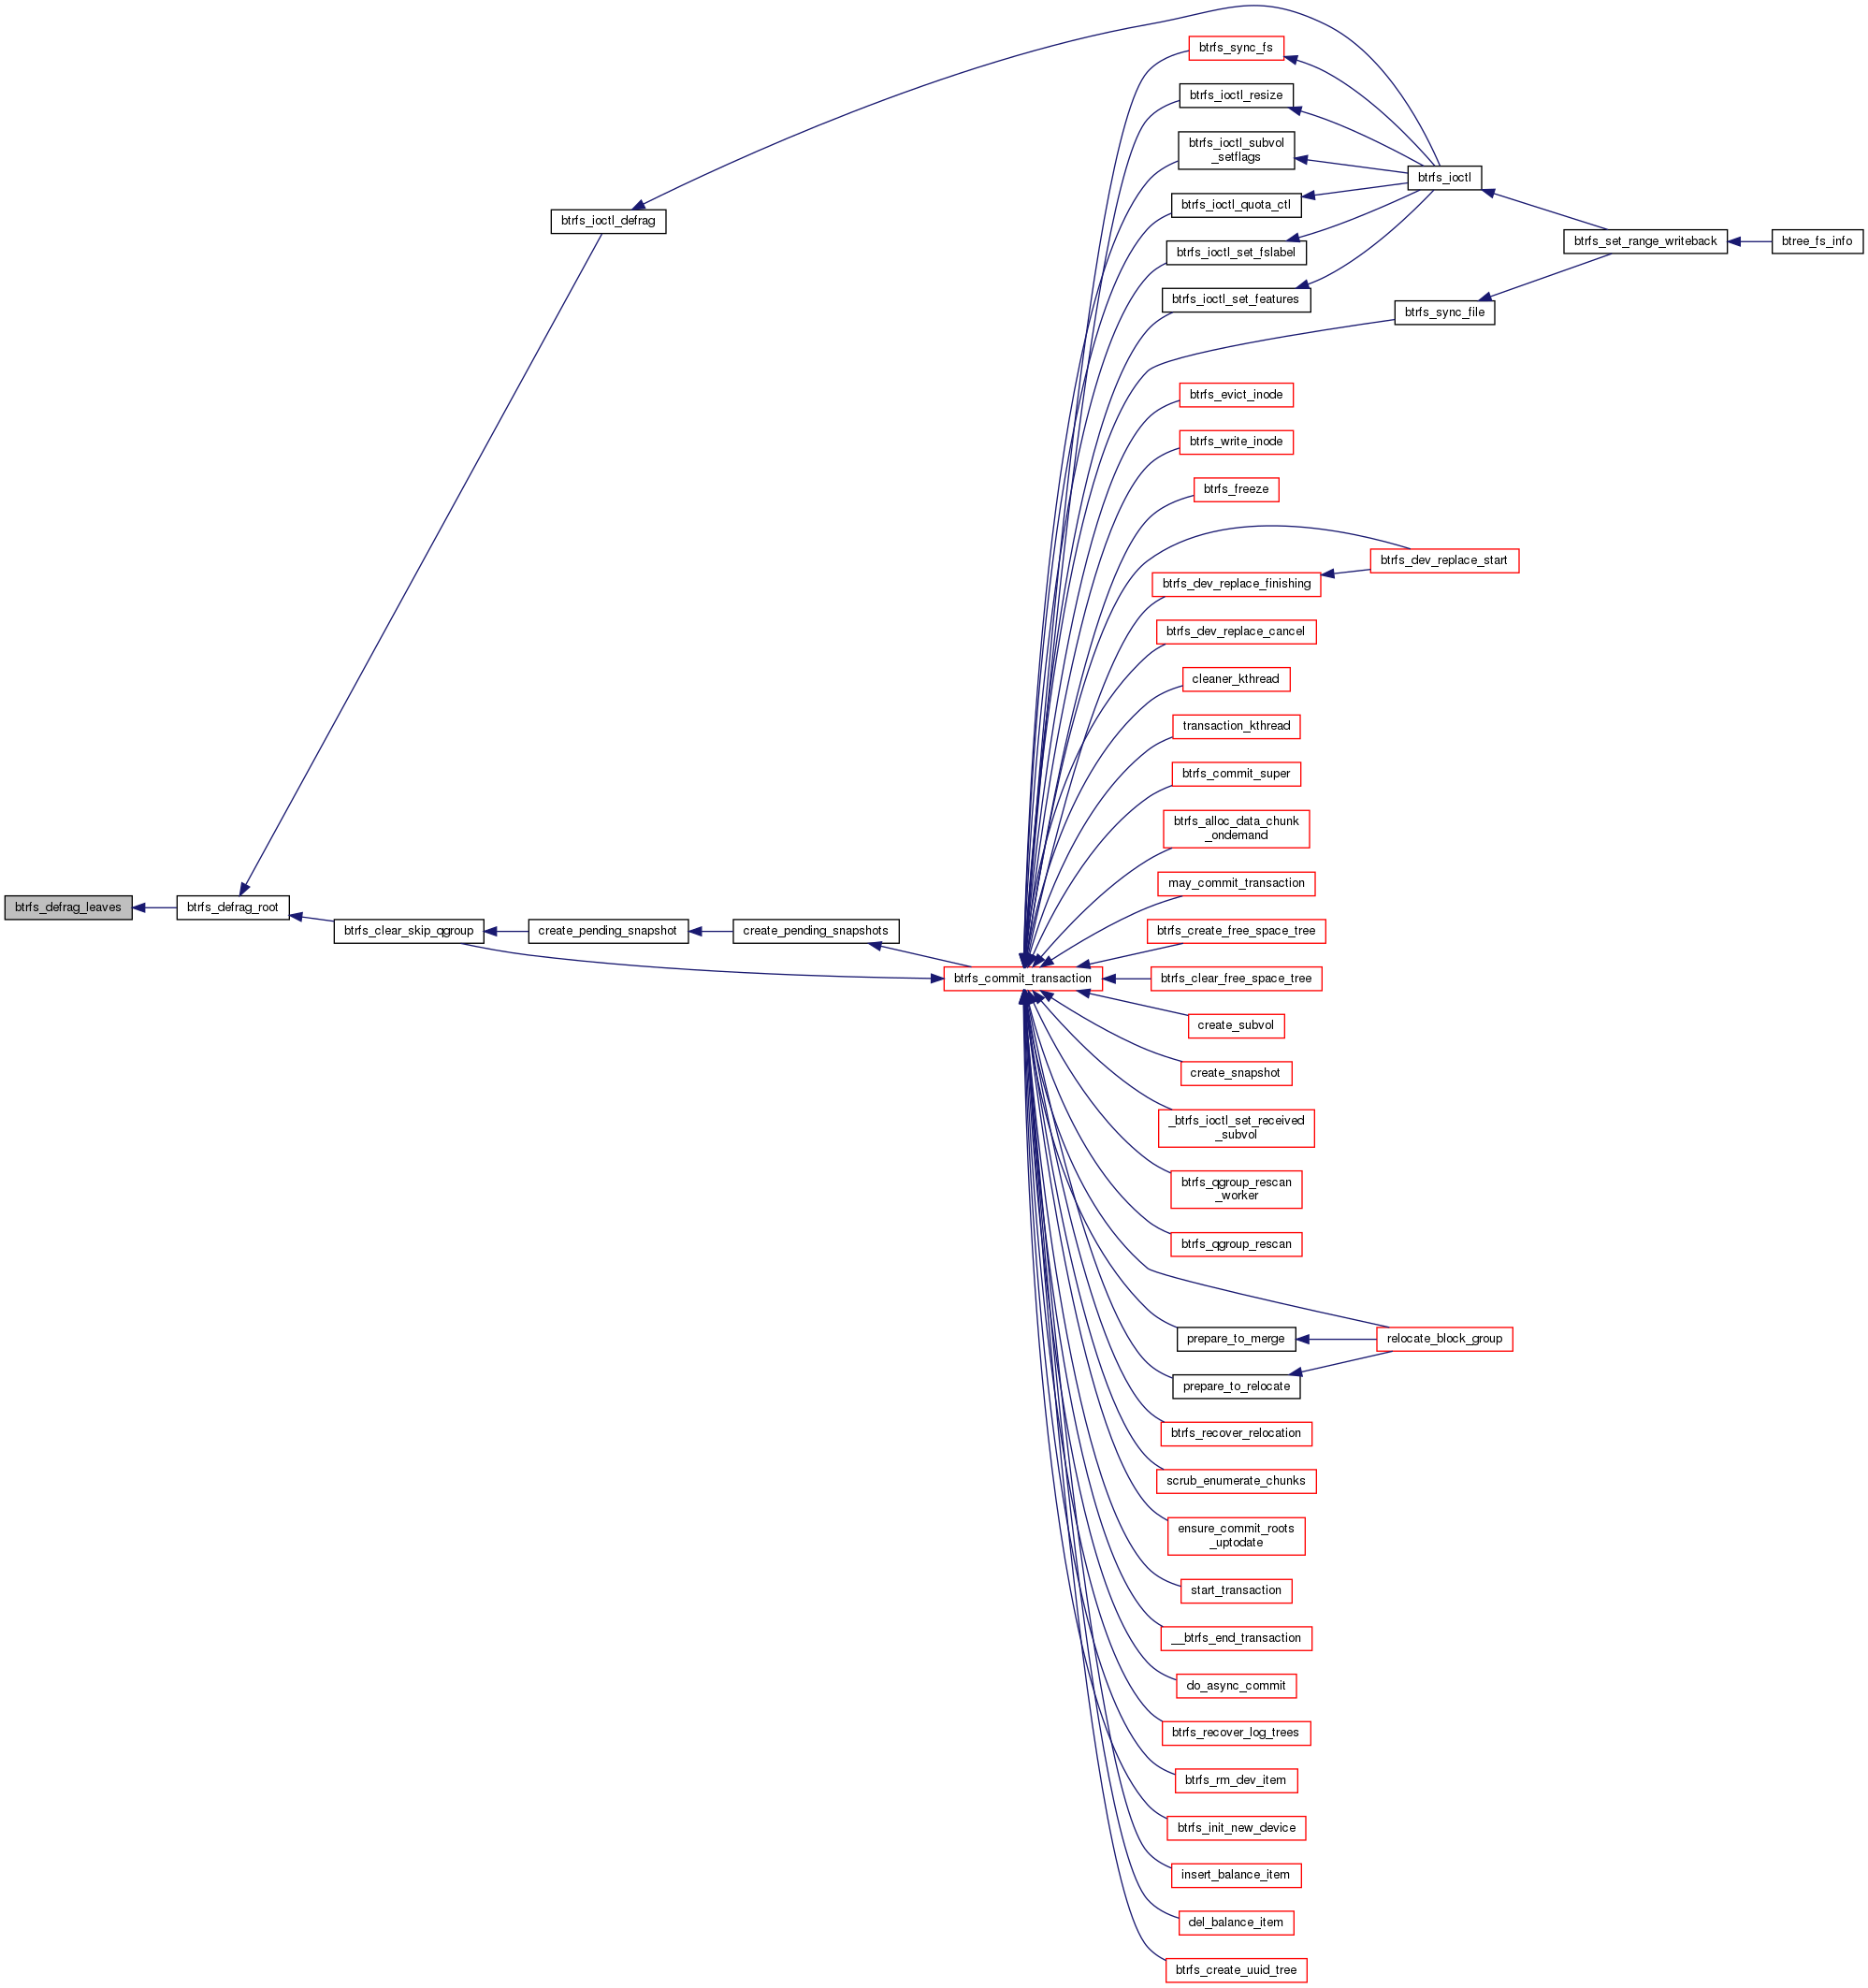 btrfs_sync_fs
btrfs_ioctl_resize
btrfs_ioctl_subvol
_setflags
btrfs_ioctl
btrfs_ioctl_quota_ctl
btrfs_ioctl_defrag
btrfs_set_range_writeback
btree_fs_info
btrfs_ioctl_set_fslabel
btrfs_ioctl_set_features
btrfs_sync_file
btrfs_evict_inode
btrfs_write_inode
btrfs_freeze
btrfs_dev_replace_start
btrfs_dev_replace_finishing
btrfs_dev_replace_cancel
cleaner_kthread
transaction_kthread
btrfs_commit_super
btrfs_alloc_data_chunk
_ondemand
may_commit_transaction
btrfs_defrag_leaves
btrfs_defrag_root
btrfs_clear_skip_qgroup
create_pending_snapshot
create_pending_snapshots
btrfs_create_free_space_tree
btrfs_commit_transaction
btrfs_clear_free_space_tree
create_subvol
create_snapshot
_btrfs_ioctl_set_received
_subvol
btrfs_qgroup_rescan
_worker
btrfs_qgroup_rescan
prepare_to_merge
relocate_block_group
prepare_to_relocate
btrfs_recover_relocation
scrub_enumerate_chunks
ensure_commit_roots
_uptodate
start_transaction
__btrfs_end_transaction
do_async_commit
btrfs_recover_log_trees
btrfs_rm_dev_item
btrfs_init_new_device
insert_balance_item
del_balance_item
btrfs_create_uuid_tree